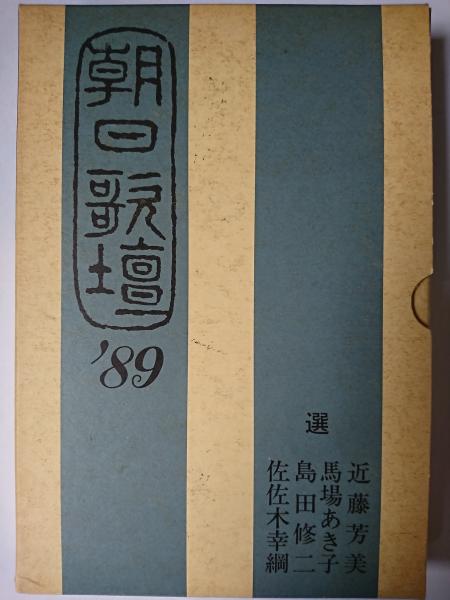 朝日歌壇
'89
選
近藤芳美
馬場あき子
島田修二
佐佐木幸綱